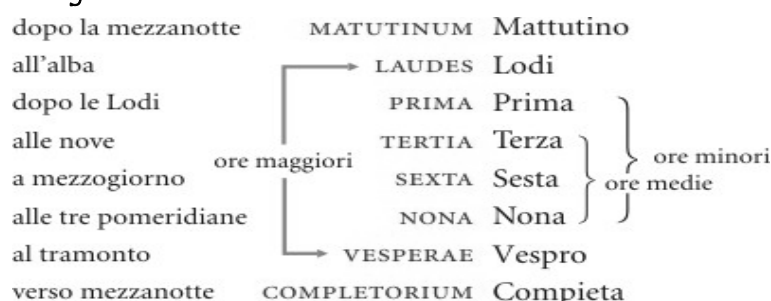 dopo la mezzanotte MATUTINUM Mattutino
all'alba LAUDES Lodi
dopo le Lodi PRIMA Prima
alle nove TERTIA Terza
ore maggiori
ore minori
a mezzogiorno SEXTA Sesta
ore medie
alle tre pomeridiane NONA Nona
al tramonto VESPERAE Vespro
verso mezzanotte COMPLETORIUM Compieta